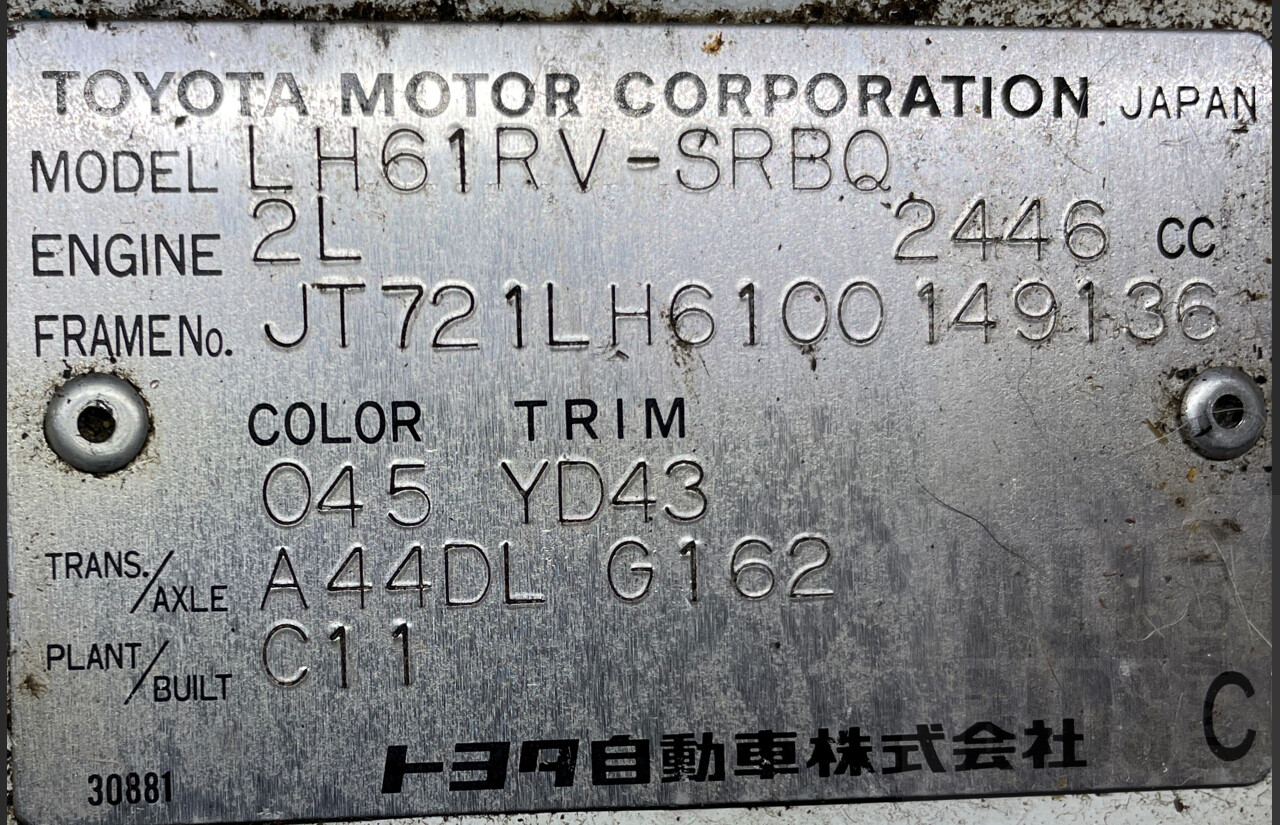 TOYOTA MOTOR CORPORATION JAPAN
MODEL LH61RV-SRBQ
ENGINE 2L 2446 CC
FRAME No. JT721LH6100149136
COLOR TRIM
045 YD43
TRANS./AXLE A44DL G162
PLANT/BUILT C11
C
トヨタ自動車株式会社
30881